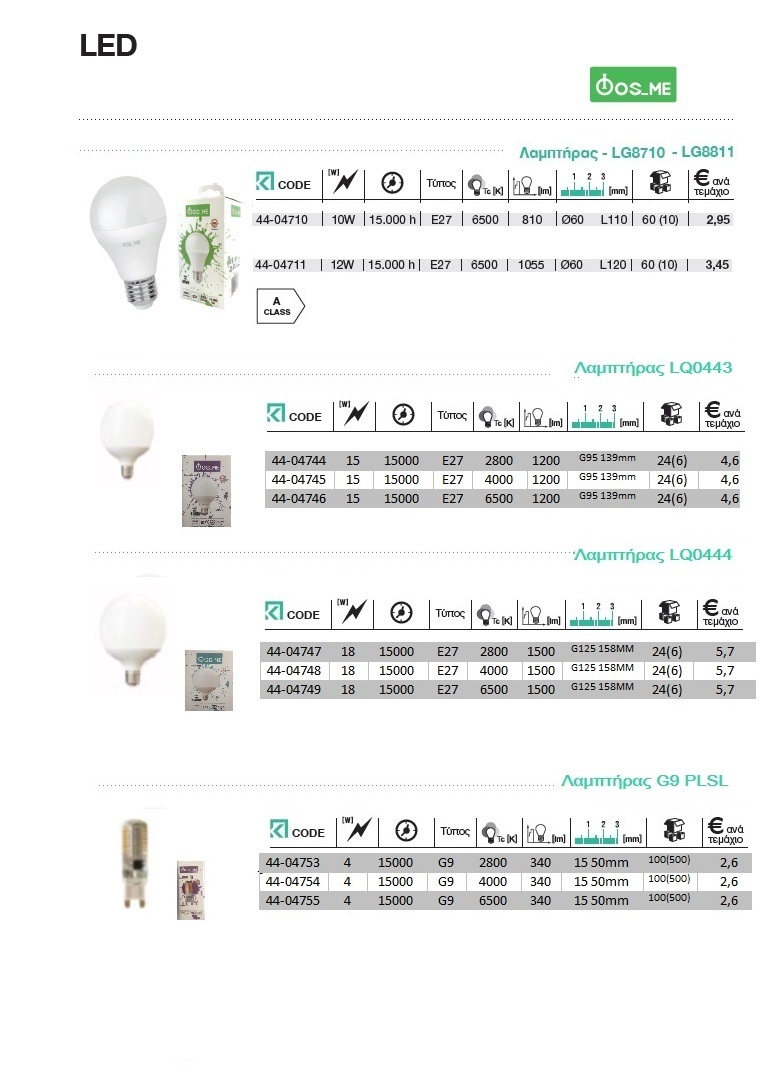 LED
ΦOS_ME
Λαμπτήρας - LG8710 - LG8811
CODE [W] Τύπος Tc [K] [lm] 1 2 3 [mm] € ανά τεμάχιο
44-04710 10W 15.000 h E27 6500 810 Ø60 L110 60 (10) 2,95
44-04711 12W 15.000 h E27 6500 1055 Ø60 L120 60 (10) 3,45
A
CLASS
Λαμπτήρας LQ0443
CODE [W] Τύπος Tc [K] [lm] 1 2 3 [mm] € ανά τεμάχιο
44-04744 15 15000 E27 2800 1200 G95 139mm 24(6) 4,6
44-04745 15 15000 E27 4000 1200 G95 139mm 24(6) 4,6
44-04746 15 15000 E27 6500 1200 G95 139mm 24(6) 4,6
Λαμπτήρας LQ0444
CODE [W] Τύπος Tc [K] [lm] 1 2 3 [mm] € ανά τεμάχιο
44-04747 18 15000 E27 2800 1500 G125 158MM 24(6) 5,7
44-04748 18 15000 E27 4000 1500 G125 158MM 24(6) 5,7
44-04749 18 15000 E27 6500 1500 G125 158MM 24(6) 5,7
Λαμπτήρας G9 PLSL
CODE [W] Τύπος Tc [K] [lm] 1 2 3 [mm] € ανά τεμάχιο
44-04753 4 15000 G9 2800 340 15 50mm 100(500) 2,6
44-04754 4 15000 G9 4000 340 15 50mm 100(500) 2,6
44-04755 4 15000 G9 6500 340 15 50mm 100(500) 2,6